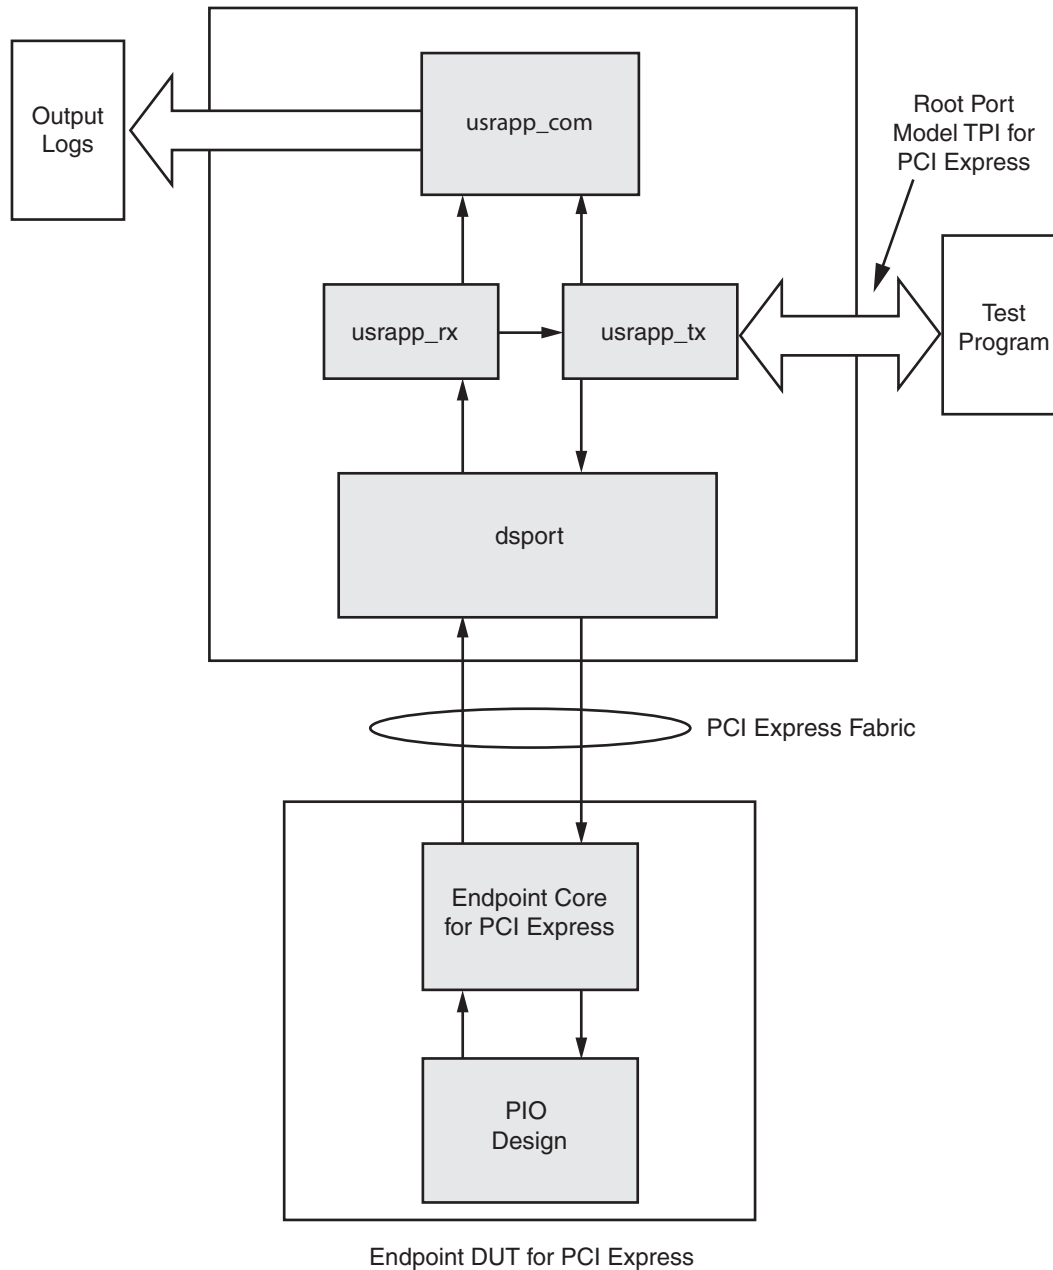 Output
Logs
usrapp_com
Root Port
Model TPI for
PCI Express
usrapp_rx
usrapp_tx
Test
Program
dsport
PCI Express Fabric
Endpoint Core
for PCI Express
PIO
Design
Endpoint DUT for PCI Express